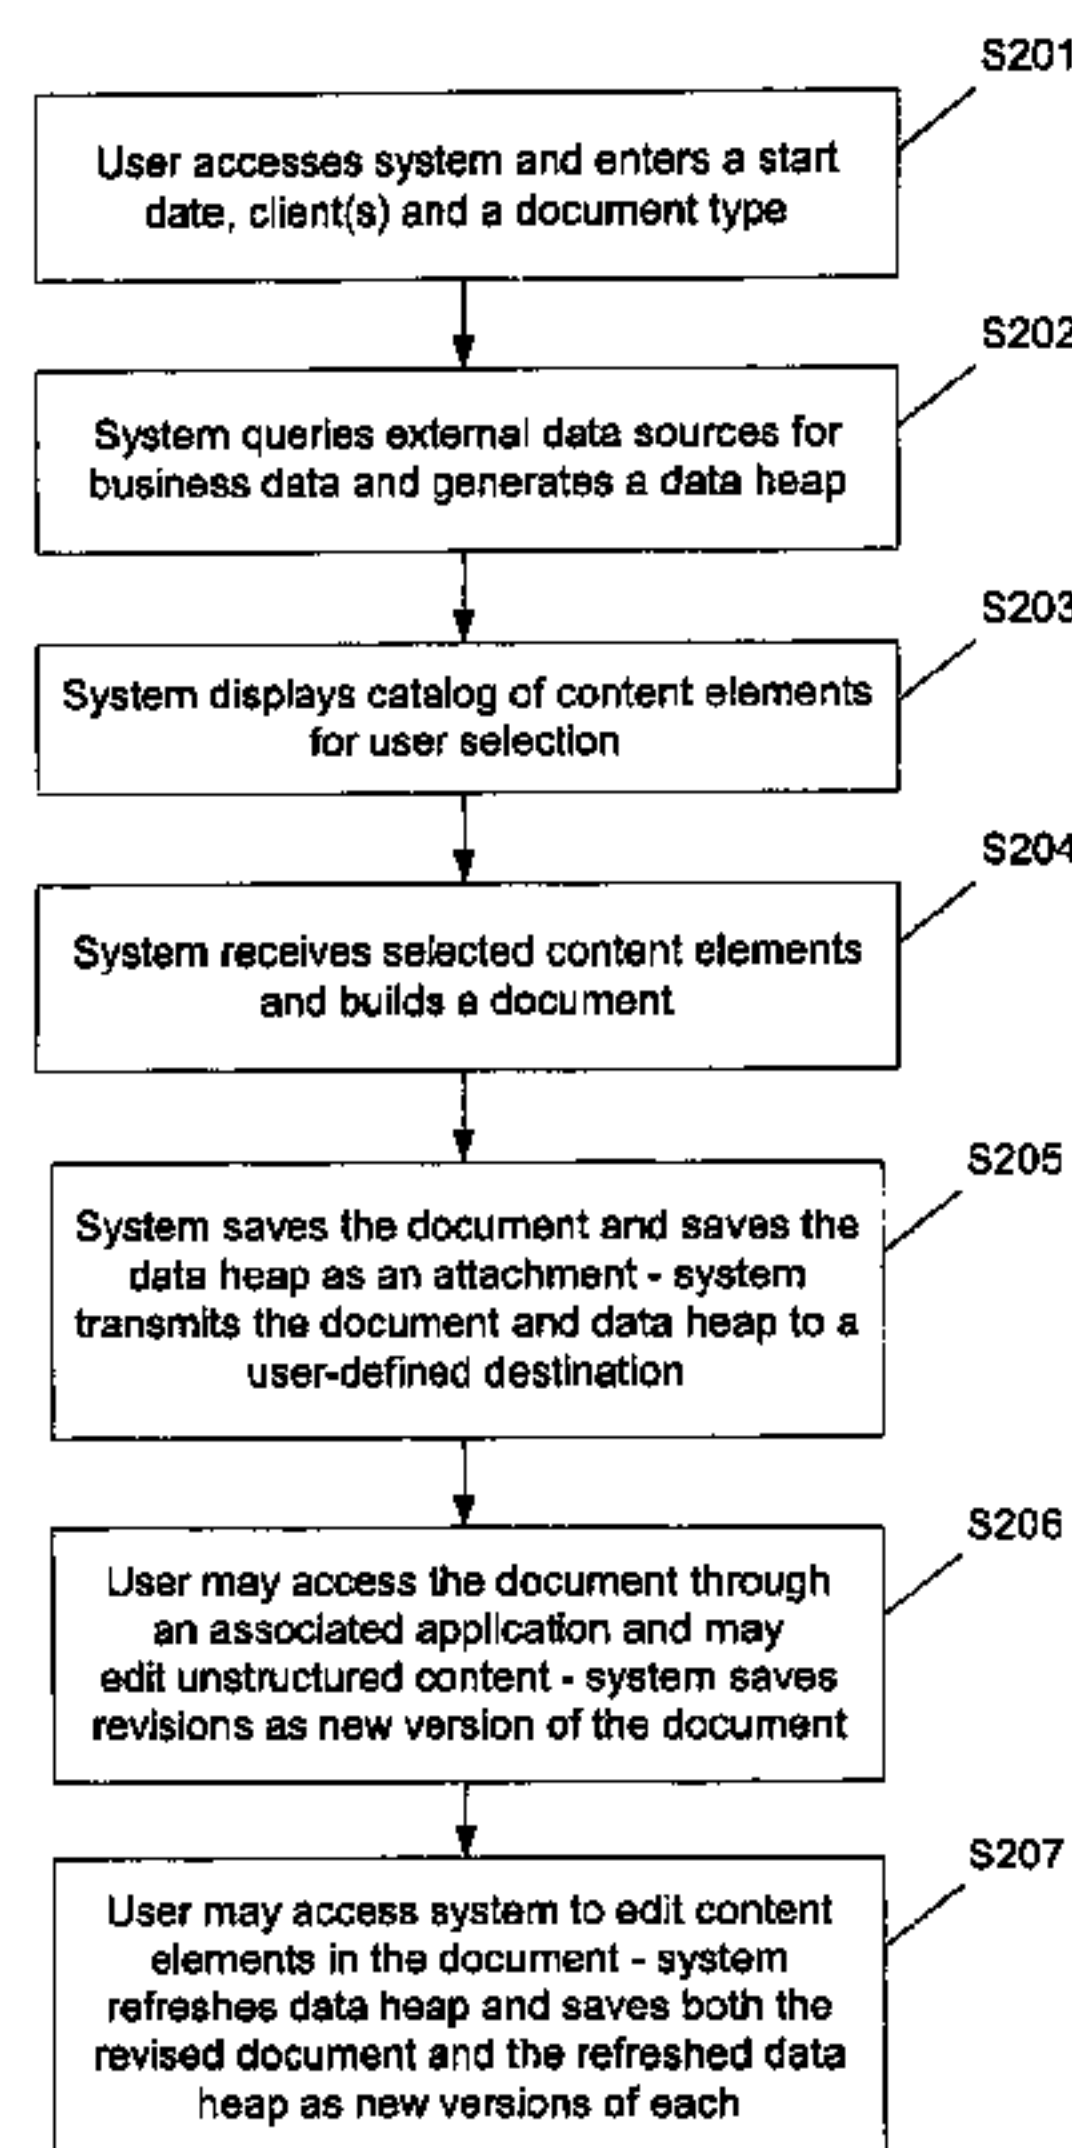 S201
User accesses system and enters a start
date, client(s) and a document type
S202
System queries external data sources for
business data and generates a data heap
S203
System displays catalog of content elements
for user selection
S204
System receives selected content elements
and builds a document
S205
System saves the document and saves the
data heap as an attachment - system
transmits the document and data heap to a
user-defined destination
S206
User may access the document through
an associated application and may
edit unstructured content - system saves
revisions as new version of the document
S207
User may access system to edit content
elements in the document - system
refreshes data heap and saves both the
revised document and the refreshed data
heap as new versions of each